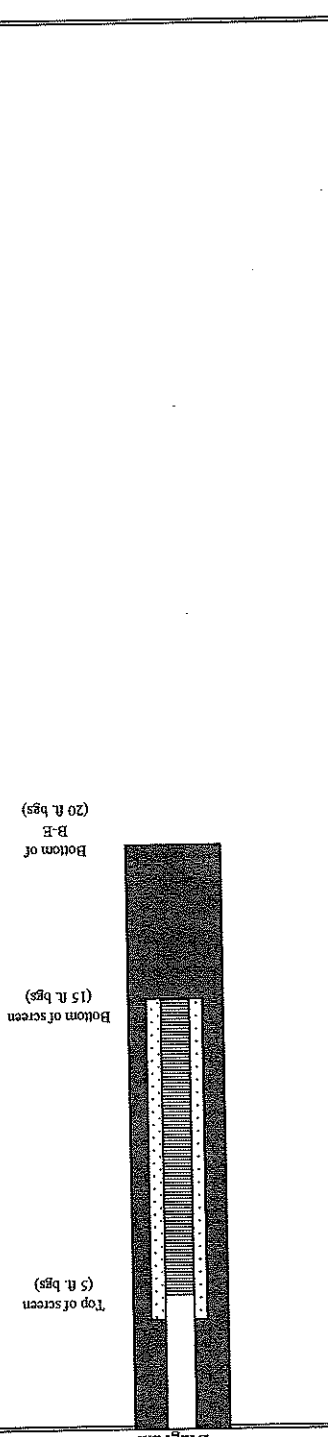 Top of screen
(5 ft. bgs)
Bottom of screen
(15 ft. bgs)
Bottom of
B-E
(20 ft bgs)